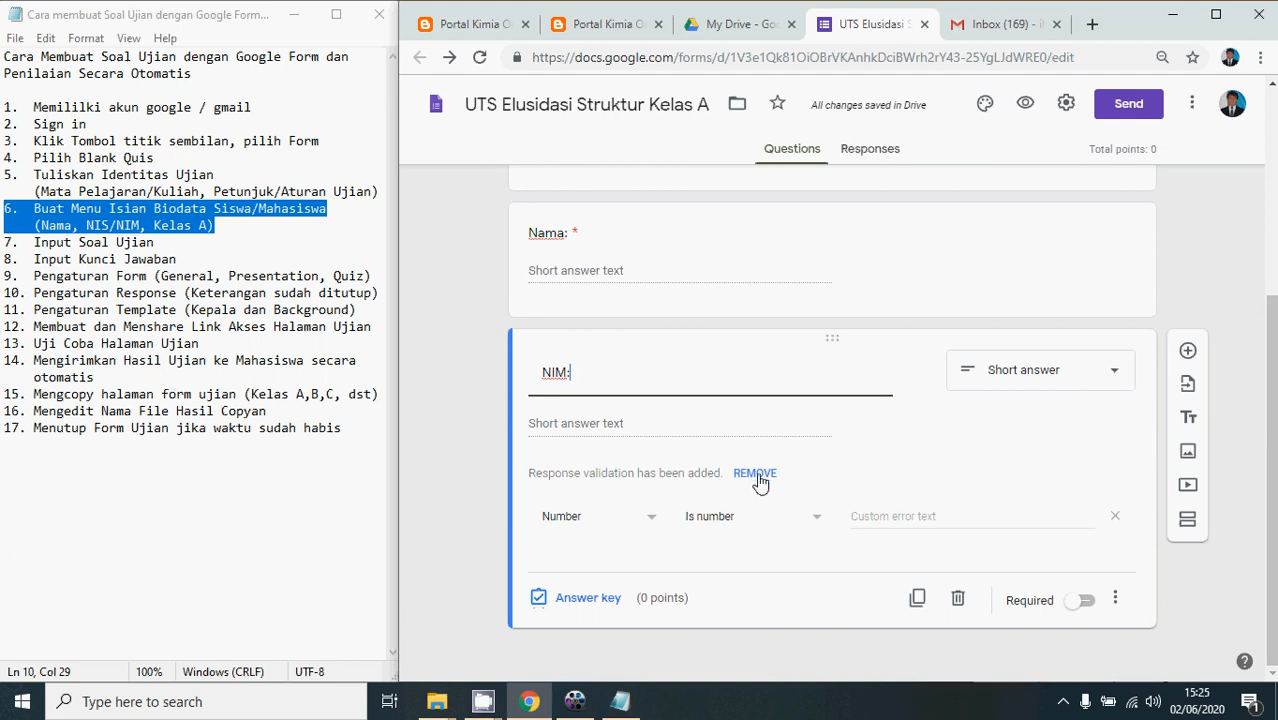 Cara membuat Soal Ujian dengan Google Form...
File Edit Format View Help
Cara Membuat Soal Ujian dengan Google Form dan
Penilaian Secara Otomatis
1. Memililki akun google / gmail
2. Sign in
3. Klik Tombol titik sembilan, pilih Form
4. Pilih Blank Quis
5. Tuliskan Identitas Ujian
(Mata Pelajaran/Kuliah, Petunjuk/Aturan Ujian)
6. Buat Menu Isian Biodata Siswa/Mahasiswa
(Nama, NIS/NIM, Kelas A)
7. Input Soal Ujian
8. Input Kunci Jawaban
9. Pengaturan Form (General, Presentation, Quiz)
10. Pengaturan Response (Keterangan sudah ditutup)
11. Pengaturan Template (Kepala dan Background)
12. Membuat dan Menshare Link Akses Halaman Ujian
13. Uji Coba Halaman Ujian
14. Mengirimkan Hasil Ujian ke Mahasiswa secara
otomatis
15. Mengcopy halaman form ujian (Kelas A,B,C, dst)
16. Mengedit Nama File Hasil Copyan
17. Menutup Form Ujian jika waktu sudah habis
Ln 10, Col 29 100% Windows (CRLF) UTF-8
Portal Kimia O Portal Kimia O My Drive - Goo UTS Elusidasi S Inbox (169) - i
https://docs.google.com/forms/d/1V3e1Qk81OiOBrVKAnhkDciBWrh2rY43-25YgLJdWRE0/edit
UTS Elusidasi Struktur Kelas A All changes saved in Drive Send
Questions Responses Total points: 0
Nama: *
Short answer text
NIM: Short answer
Short answer text
Response validation has been added. REMOVE
Number Is number Custom error text
Answer key (0 points) Required
Type here to search
15:25
02/06/2020
1